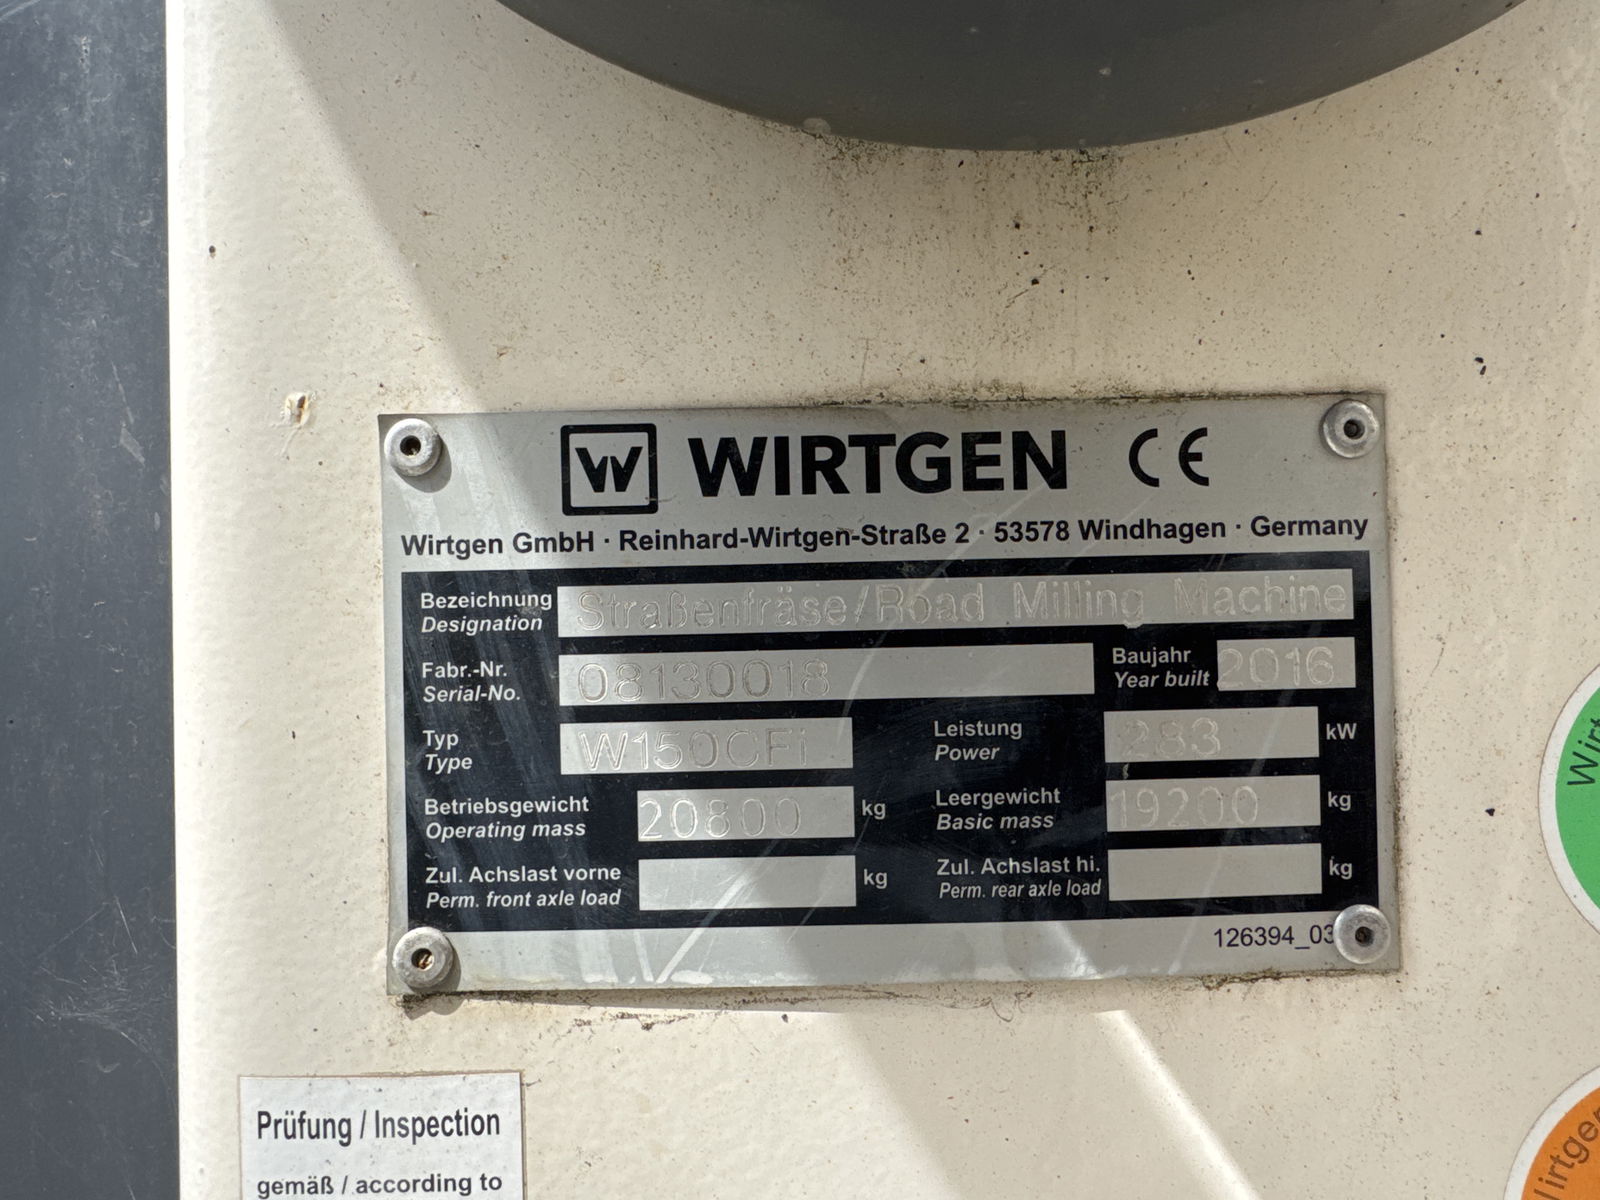 W WIRTGEN CE
Wirtgen GmbH · Reinhard-Wirtgen-Straße 2 · 53578 Windhagen · Germany
Bezeichnung
Designation
Straßenfräse/Road Milling Machine
Fabr.-Nr.
Serial-No.
08130018
Baujahr
Year built
2016
Typ
Type
W150CFi
Leistung
Power
283 kW
Betriebsgewicht
Operating mass
20800 kg
Leergewicht
Basic mass
19200 kg
Zul. Achslast vorne
Perm. front axle load
kg
Zul. Achslast hi.
Perm. rear axle load
kg
126394_03
Prüfung / Inspection
gemäß / according to
Wirt
irtgen